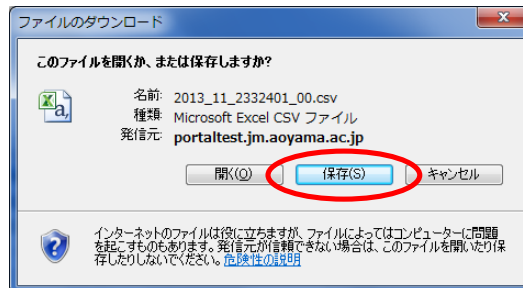 ファイルのダウンロード
このファイルを開くか、または保存しますか?
名前: 2013_11_2332401_00.csv
種類: Microsoft Excel CSV ファイル
発信元: portaltest.jm.aoyama.ac.jp
開く(O) 保存(S) キャンセル
インターネットのファイルは役に立ちますが、ファイルによってはコンピューターに問題
を起こすものもあります。発信元が信頼できない場合は、このファイルを開いたり保
存したりしないでください。危険性の説明